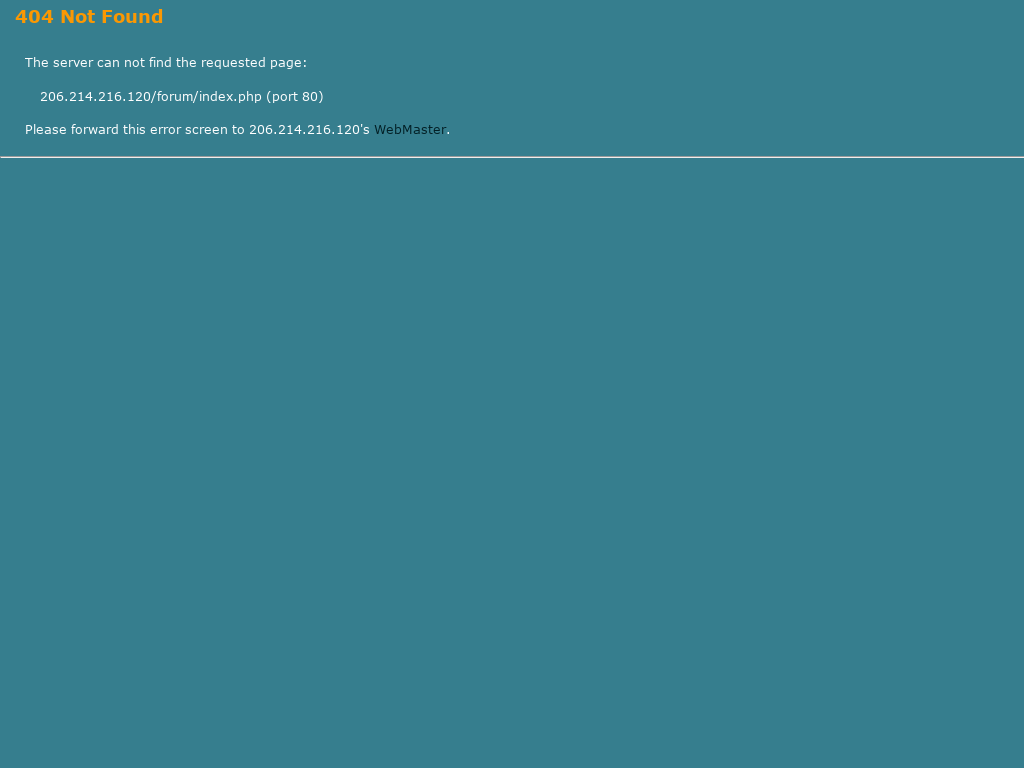 404 Not Found
The server can not find the requested page:
206.214.216.120/forum/index.php (port 80)
Please forward this error screen to 206.214.216.120's WebMaster.